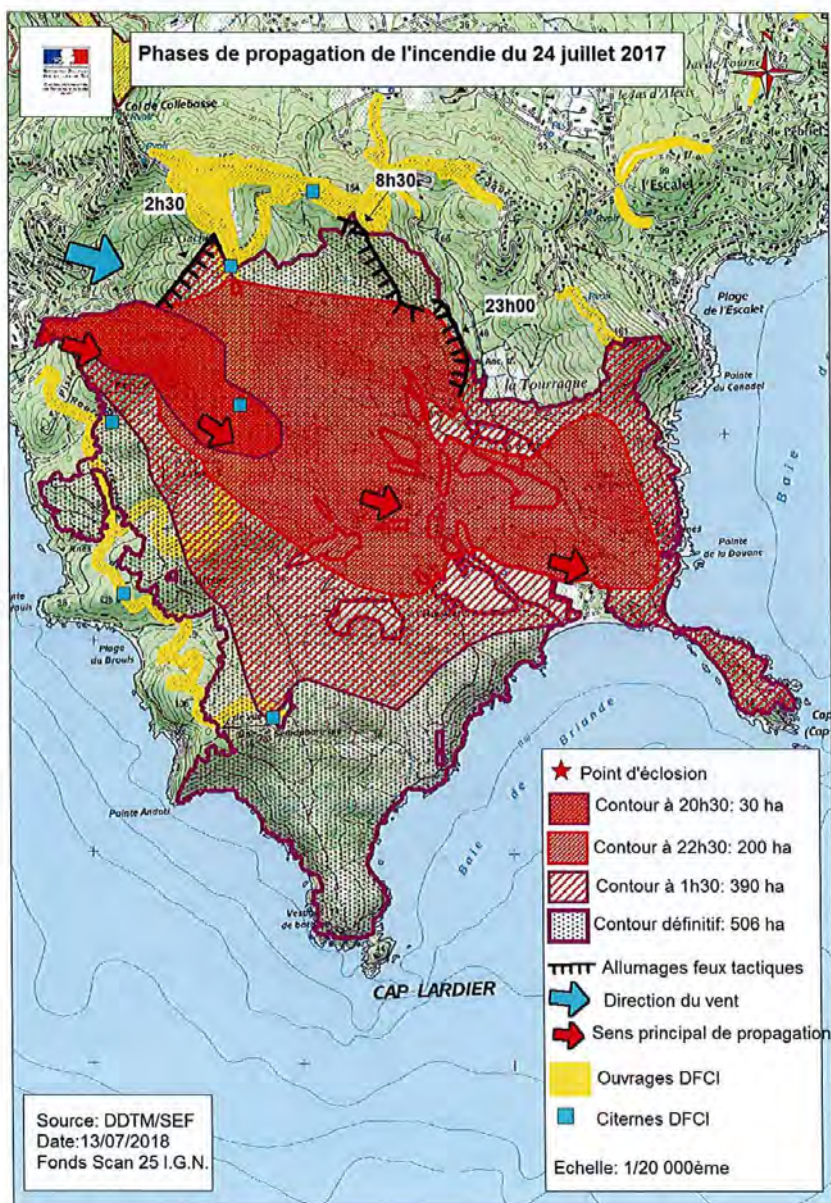 Phases de propagation de l'incendie du 24 juillet 2017
Col de Collebasse
le Jas d'Alexis
l'Escalet
2h30
8h30
23h00
Plage
de l'Escalet
Pointe
du Canadel
la Tourraque
Baie
Pointe
de la Douane
Plage
du Brouis
Pointe Andati
Baie de Briande
CAP LARDIER
Point d'éclosion
Contour à 20h30: 30 ha
Contour à 22h30: 200 ha
Contour à 1h30: 390 ha
Contour définitif: 506 ha
Allumages feux tactiques
Direction du vent
Sens principal de propagation
Ouvrages DFCI
Citernes DFCI
Echelle: 1/20 000ème
Source: DDTM/SEF
Date:13/07/2018
Fonds Scan 25 I.G.N.